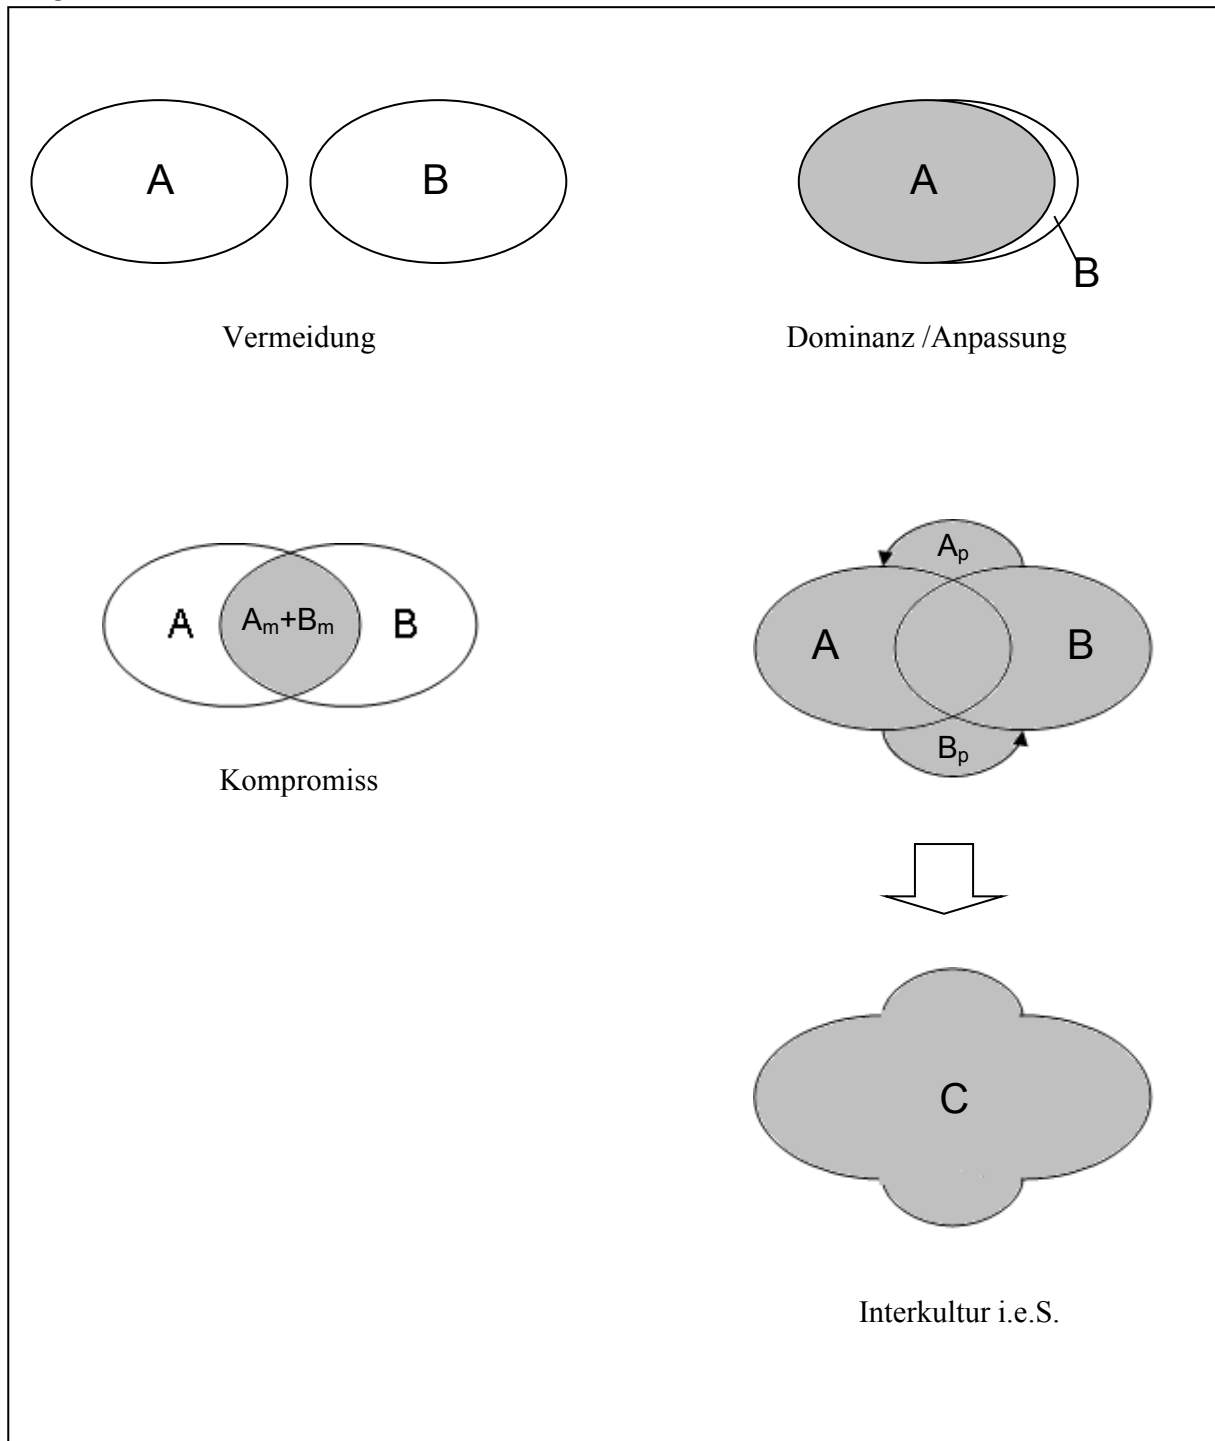 A B
A
B
Vermeidung
Dominanz /Anpassung
A Aₘ+Bₘ B
Kompromiss
Aₚ
A B
Bₚ
C
Interkultur i.e.S.